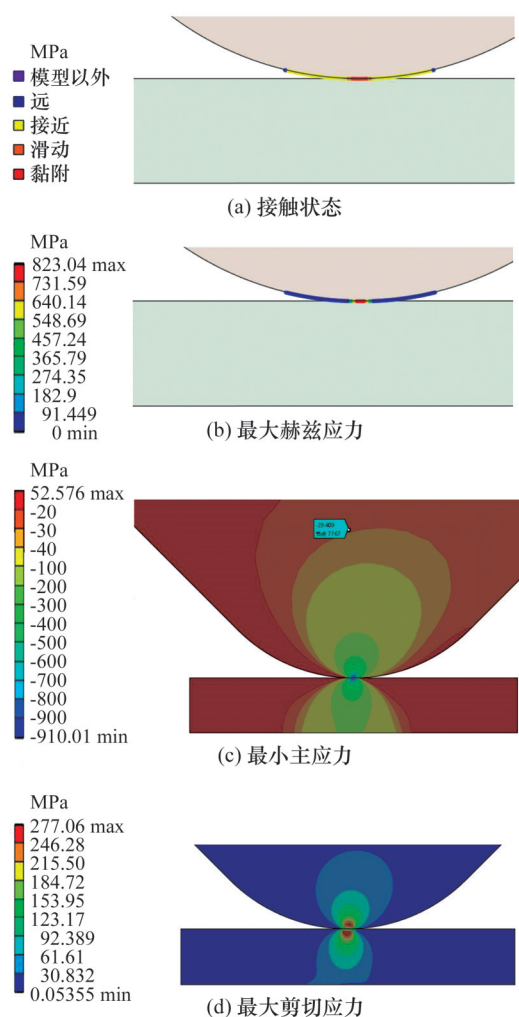 MPa
模型以外
远
接近
滑动
黏附
(a) 接触状态
MPa
823.04 max
731.59
640.14
548.69
457.24
365.79
274.35
182.9
91.449
0 min
(b) 最大赫兹应力
MPa
52.576 max
-20
-30
-40
-100
-200
-300
-400
-500
-600
-700
-800
-900
-910.01 min
(c) 最小主应力
MPa
277.06 max
246.28
215.50
184.72
153.95
123.17
92.389
61.61
30.832
0.05355 min
(d) 最大剪切应力